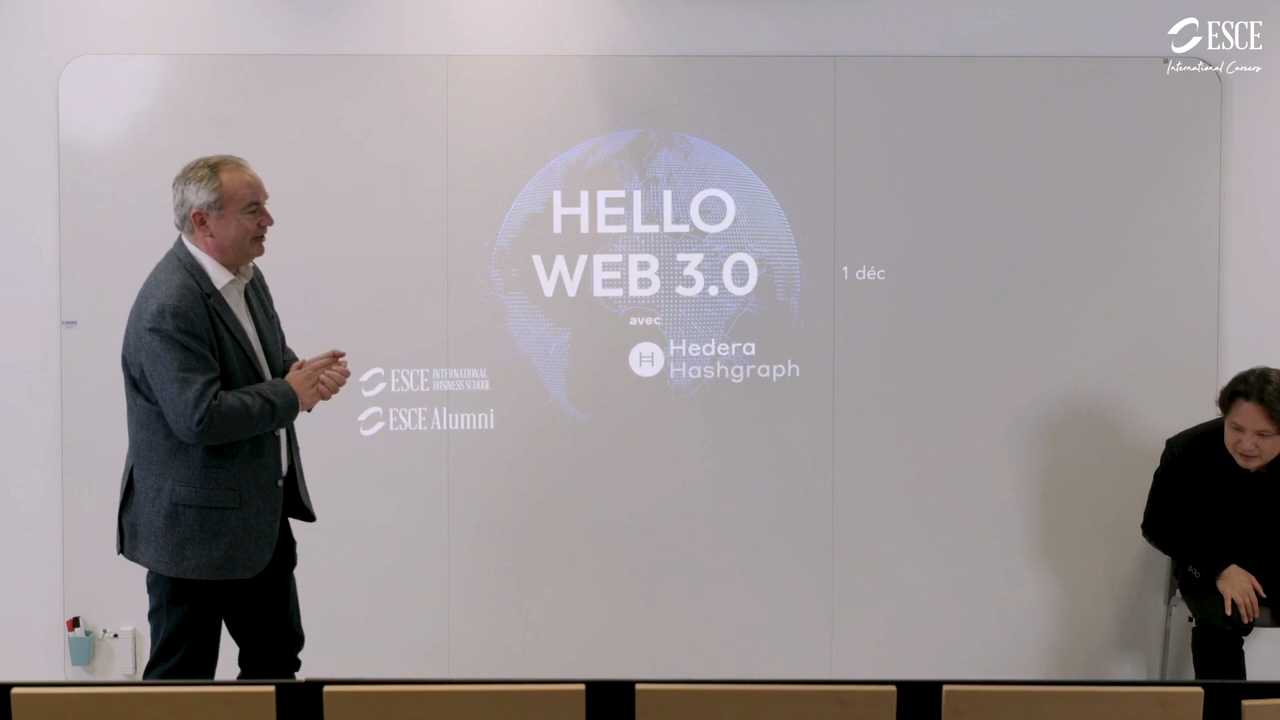 ESCE
International Careers
HELLO
WEB 3.0
1 déc
avec
Hedera
Hashgraph
ESCE INTERNATIONAL
BUSINESS SCHOOL
ESCE Alumni